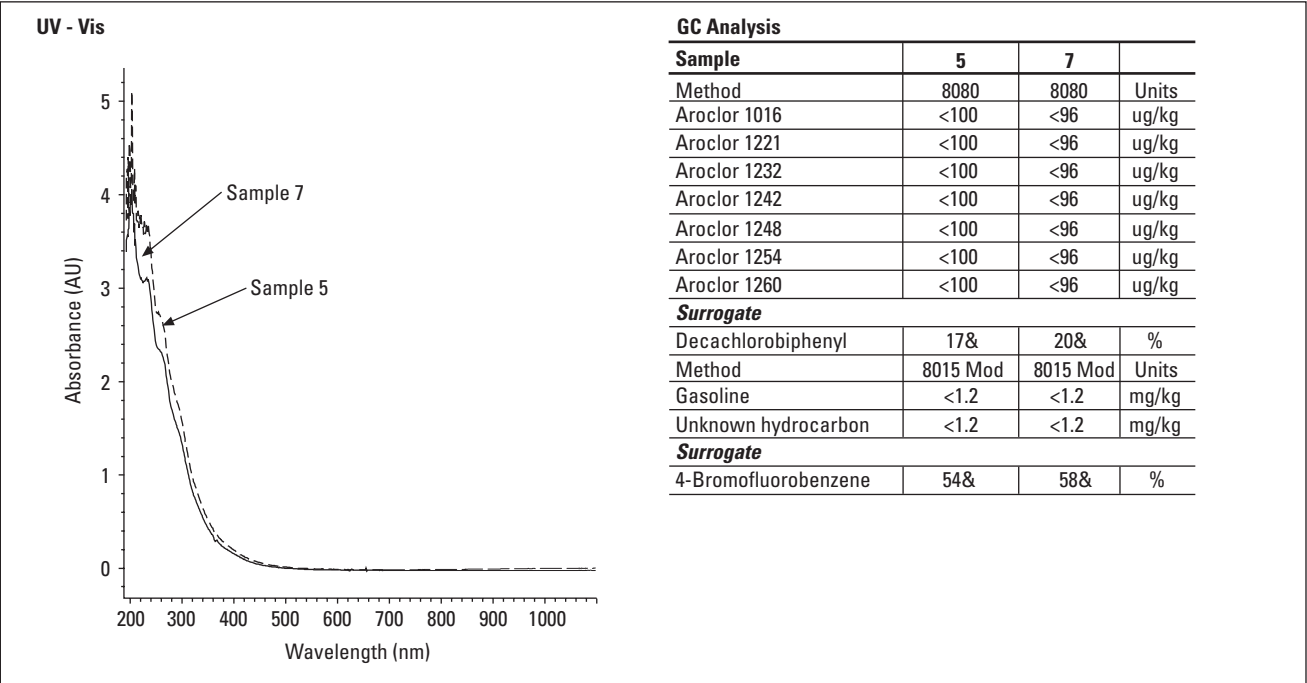 UV - Vis
5
4
3
2
1
0
Absorbance (AU)
Sample 7
Sample 5
200 300 400 500 600 700 800 900 1000
Wavelength (nm)
GC Analysis
Sample 5 7
Method 8080 8080 Units
Aroclor 1016 <100 <96 ug/kg
Aroclor 1221 <100 <96 ug/kg
Aroclor 1232 <100 <96 ug/kg
Aroclor 1242 <100 <96 ug/kg
Aroclor 1248 <100 <96 ug/kg
Aroclor 1254 <100 <96 ug/kg
Aroclor 1260 <100 <96 ug/kg
Surrogate
Decachlorobiphenyl 17& 20& %
Method 8015 Mod 8015 Mod Units
Gasoline <1.2 <1.2 mg/kg
Unknown hydrocarbon <1.2 <1.2 mg/kg
Surrogate
4-Bromofluorobenzene 54& 58& %